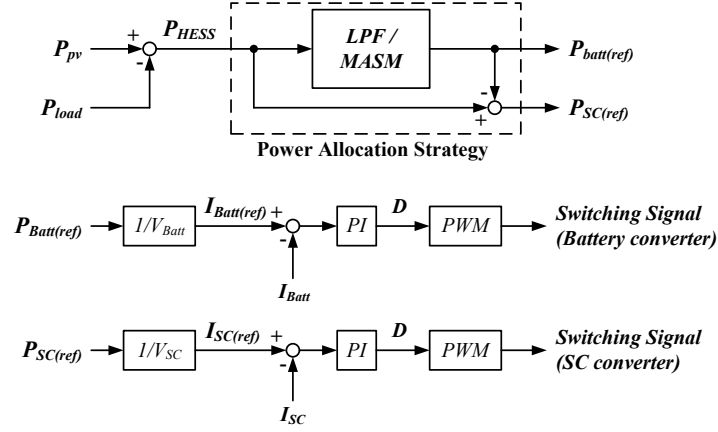 P_pv + - P_HESS LPF / MASM P_batt(ref)
P_load - + P_SC(ref)
Power Allocation Strategy
P_Batt(ref) 1/V_Batt I_Batt(ref) + - PI D PWM Switching Signal (Battery converter)
I_Batt
P_SC(ref) 1/V_SC I_SC(ref) + - PI D PWM Switching Signal (SC converter)
I_SC